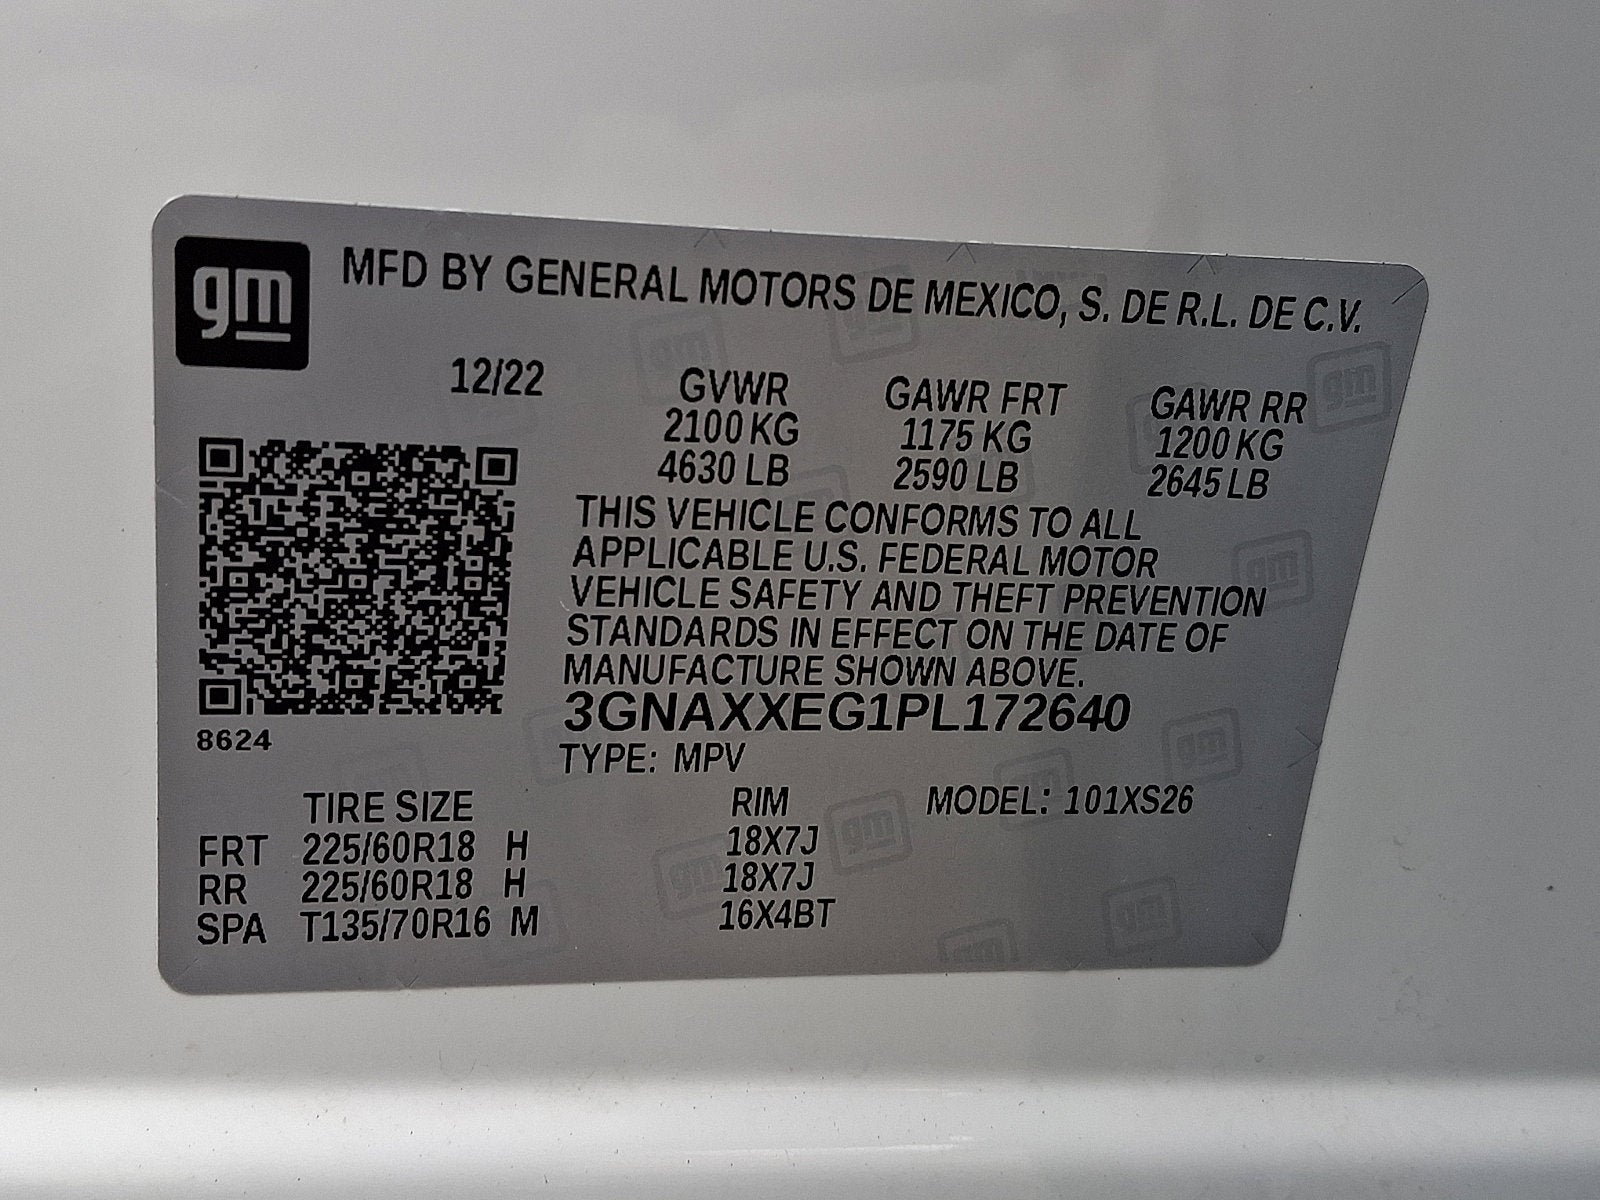 gm
MFD BY GENERAL MOTORS DE MEXICO, S. DE R.L. DE C.V.
12/22 GVWR GAWR FRT GAWR RR
2100 KG 1175 KG 1200 KG
4630 LB 2590 LB 2645 LB
THIS VEHICLE CONFORMS TO ALL
APPLICABLE U.S. FEDERAL MOTOR
VEHICLE SAFETY AND THEFT PREVENTION
STANDARDS IN EFFECT ON THE DATE OF
MANUFACTURE SHOWN ABOVE.
3GNAXXEG1PL172640
8624
TYPE: MPV
TIRE SIZE RIM MODEL: 101XS26
FRT 225/60R18 H 18X7J
RR 225/60R18 H 18X7J
SPA T135/70R16 M 16X4BT